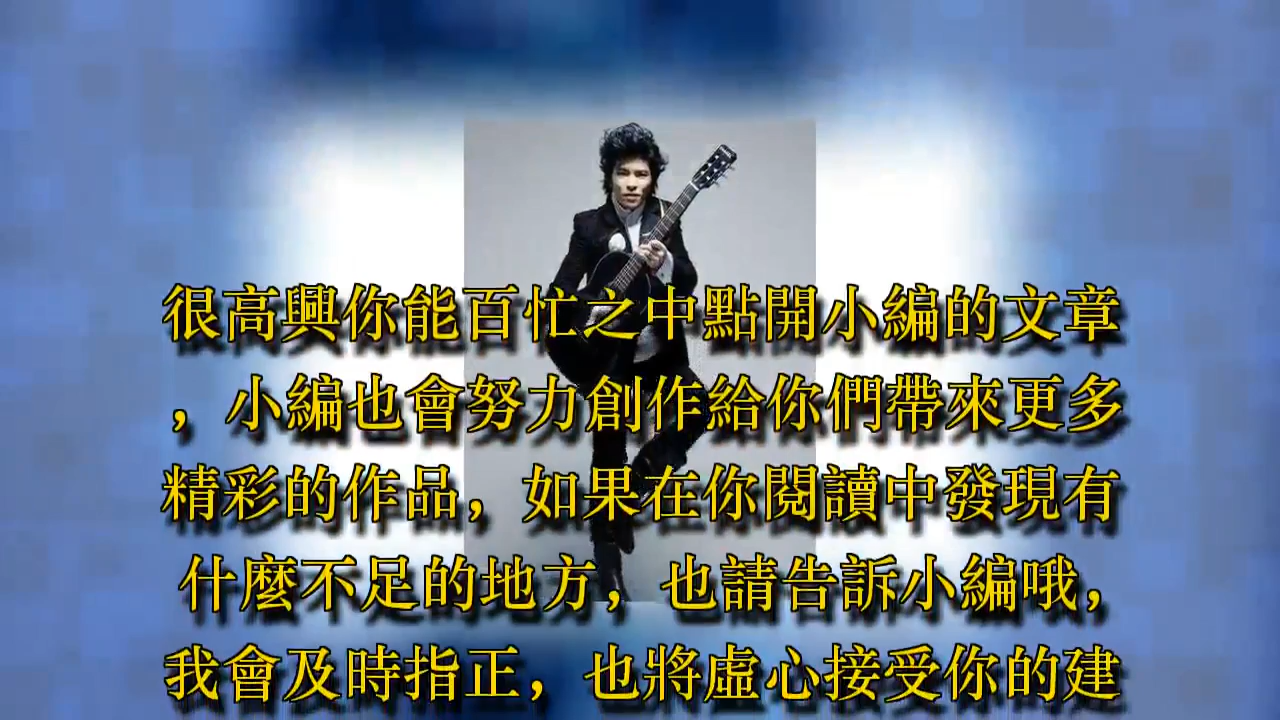 很高興你能百忙之中點開小編的文章
，小編也會努力創作給你們帶來更多
精彩的作品，如果在你閱讀中發現有
什麼不足的地方，也請告訴小編哦，
我會及時指正，也將虛心接受你的建